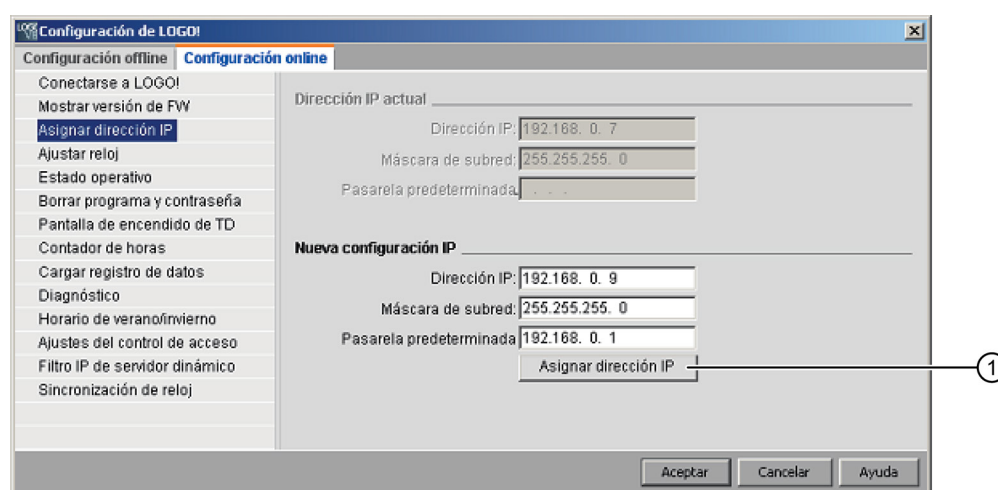 Configuración de LOGO!
Configuración offline Configuración online
Conectarse a LOGO!
Mostrar versión de FW
Asignar dirección IP
Ajustar reloj
Estado operativo
Borrar programa y contraseña
Pantalla de encendido de TD
Contador de horas
Cargar registro de datos
Diagnóstico
Horario de verano/invierno
Ajustes del control de acceso
Filtro IP de servidor dinámico
Sincronización de reloj
Dirección IP actual
Dirección IP: 192.168. 0. 7
Máscara de subred: 255.255.255. 0
Pasarela predeterminada . . .
Nueva configuración IP
Dirección IP: 192.168. 0. 9
Máscara de subred: 255.255.255. 0
Pasarela predeterminada 192.168. 0. 1
Asignar dirección IP
1
Aceptar Cancelar Ayuda